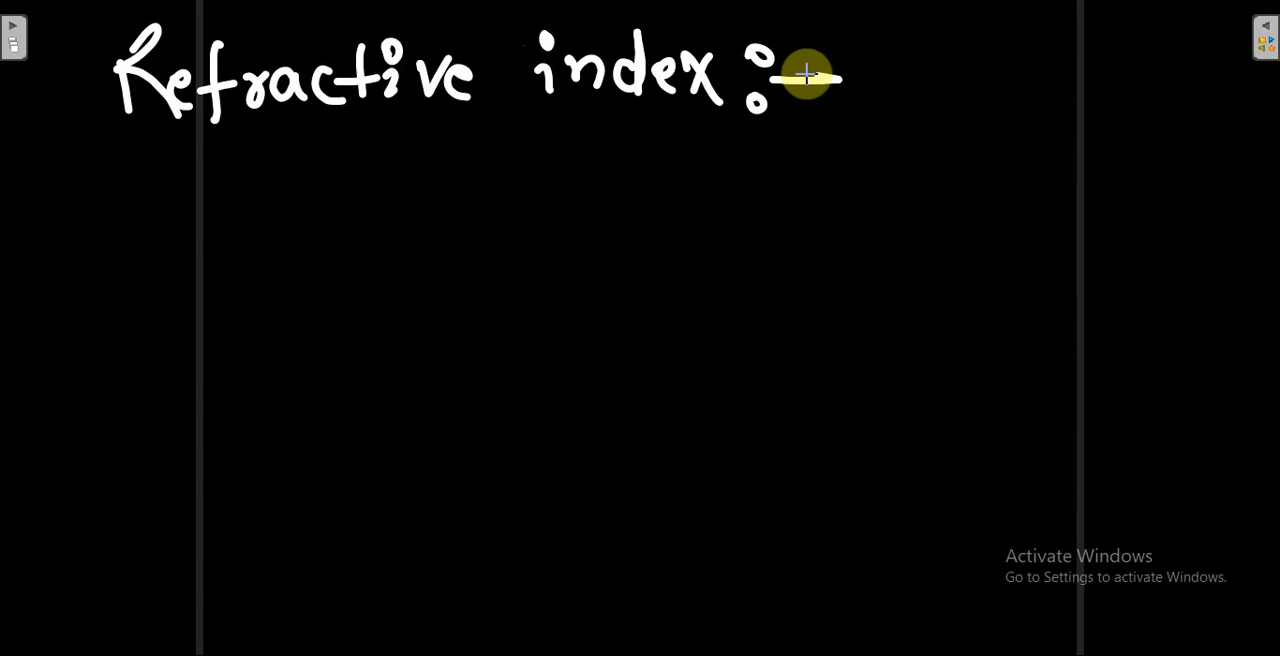 Refractive index :-
Activate Windows
Go to Settings to activate Windows.